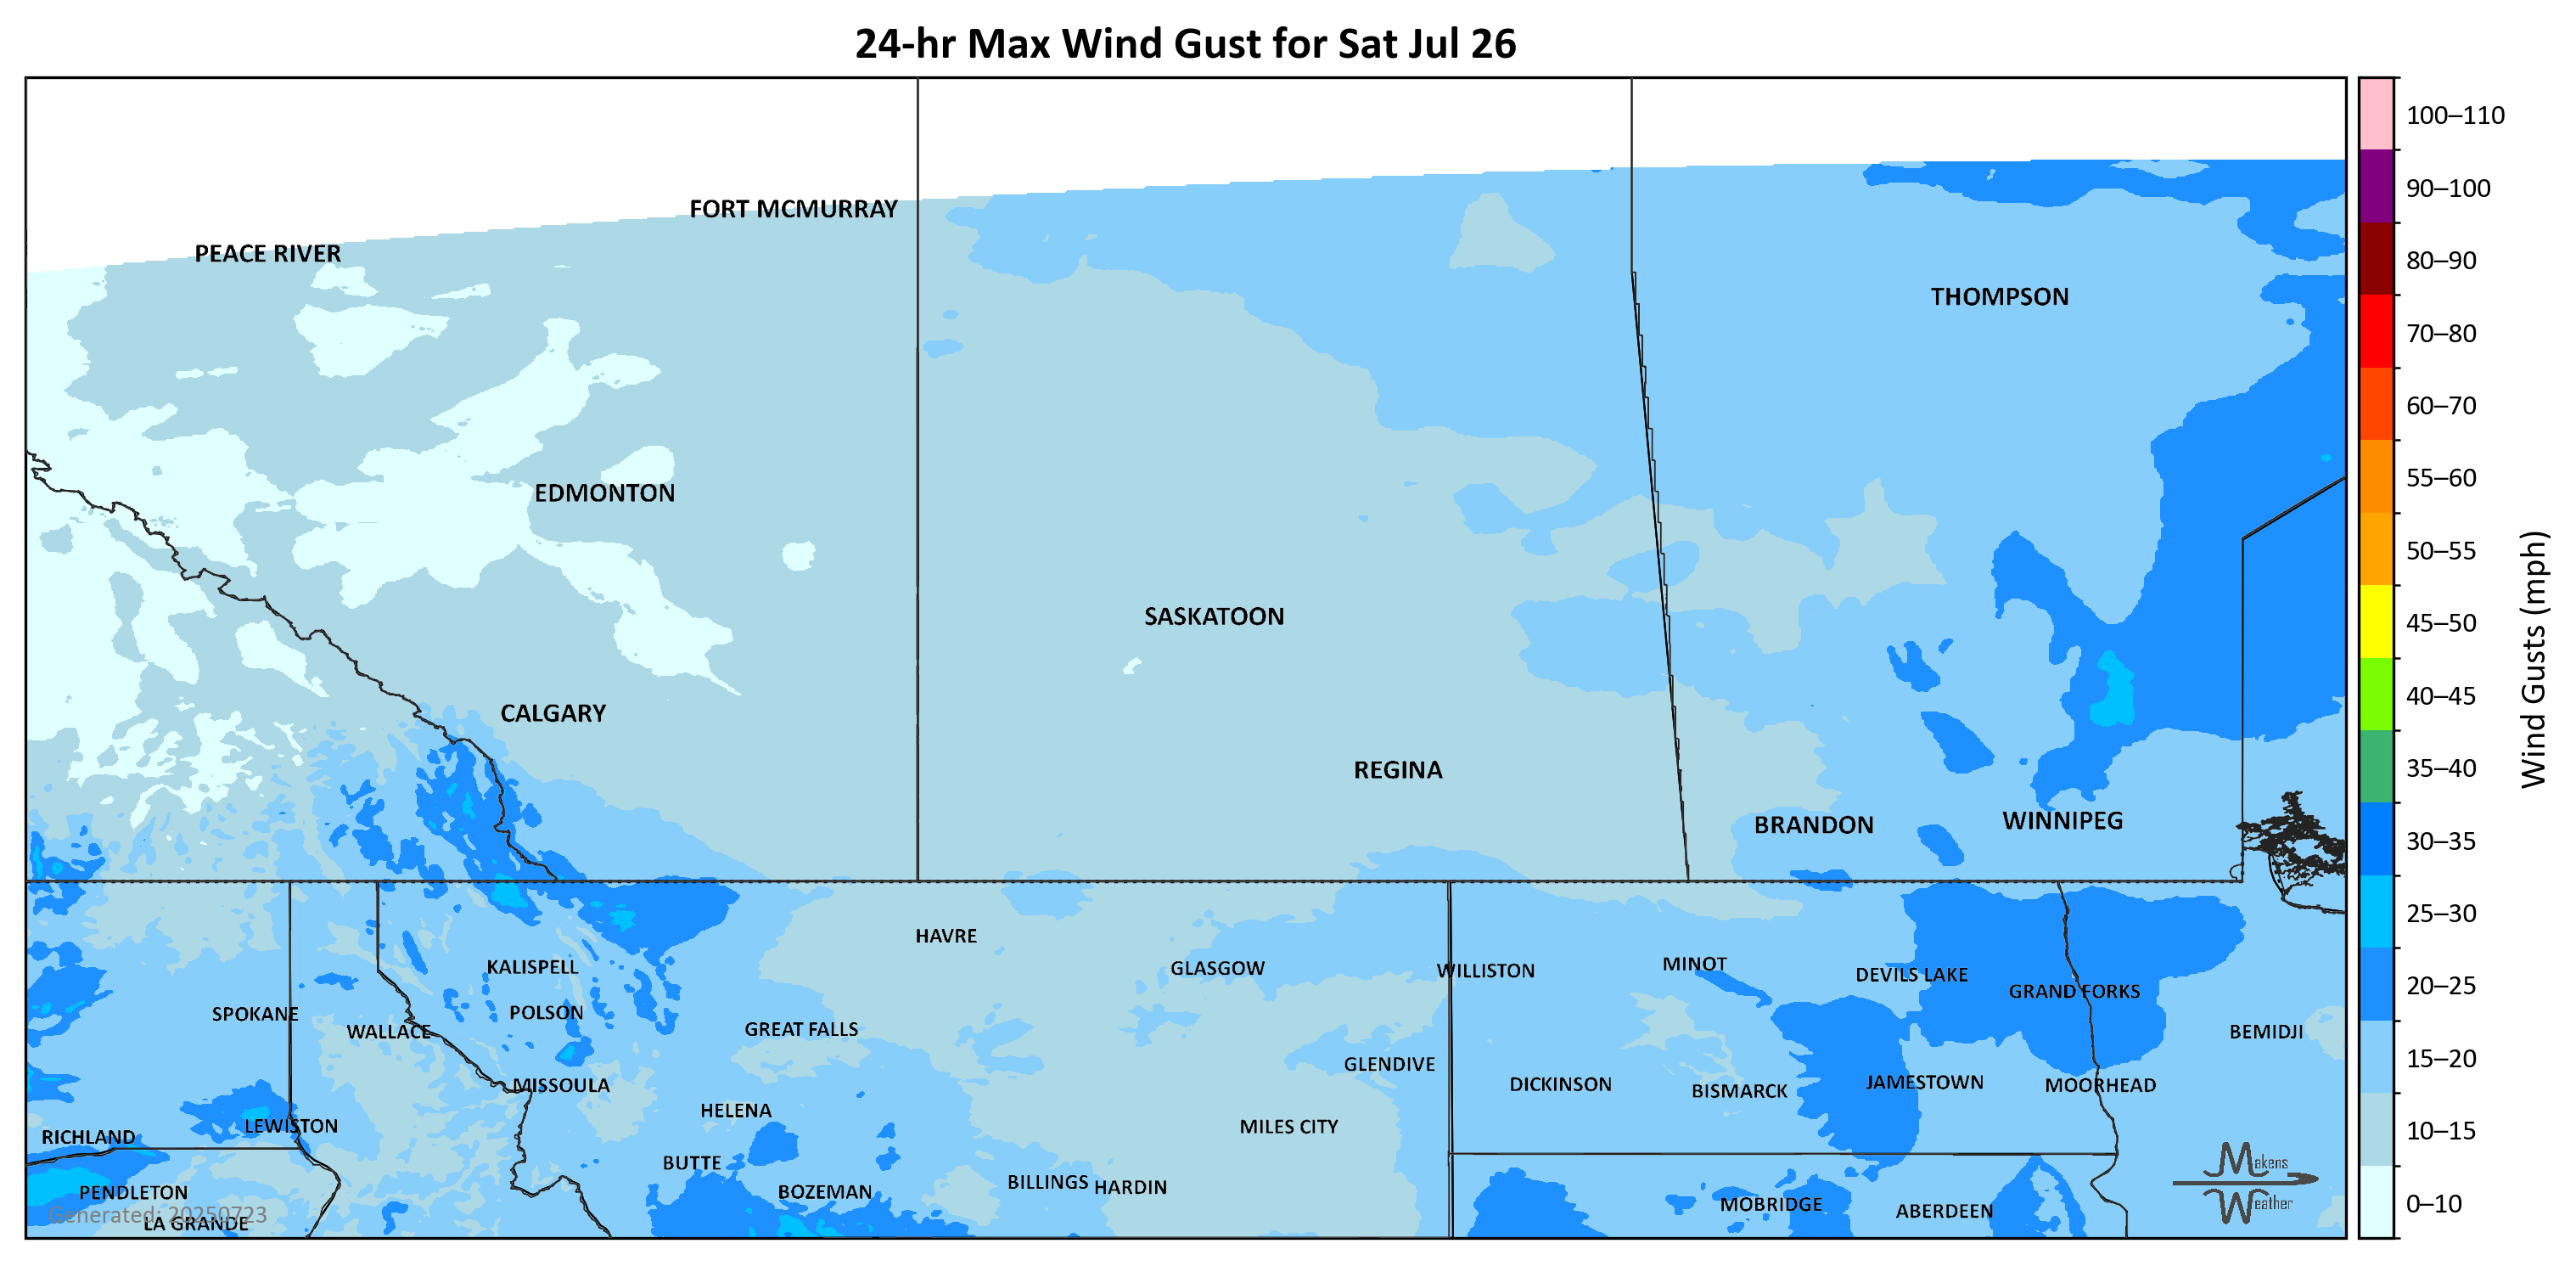 24-hr Max Wind Gust for Sat Jul 26
100–110
90–100
80–90
70–80
60–70
55–60
50–55
45–50
40–45
35–40
30–35
25–30
20–25
15–20
10–15
0–10
Wind Gusts (mph)
FORT MCMURRAY
PEACE RIVER
THOMPSON
EDMONTON
SASKATOON
CALGARY
REGINA
BRANDON
WINNIPEG
HAVRE
KALISPELL
GLASGOW
WILLISTON
MINOT
DEVILS LAKE
GRAND FORKS
SPOKANE
POLSON
WALLACE
GREAT FALLS
BEMIDJI
GLENDIVE
MISSOULA
DICKINSON
BISMARCK
JAMESTOWN
MOORHEAD
HELENA
LEWISTON
MILES CITY
RICHLAND
BUTTE
PENDLETON
BOZEMAN
BILLINGS
HARDIN
MOBRIDGE
ABERDEEN
Generated: 20250723
LA GRANDE
Makens
Weather